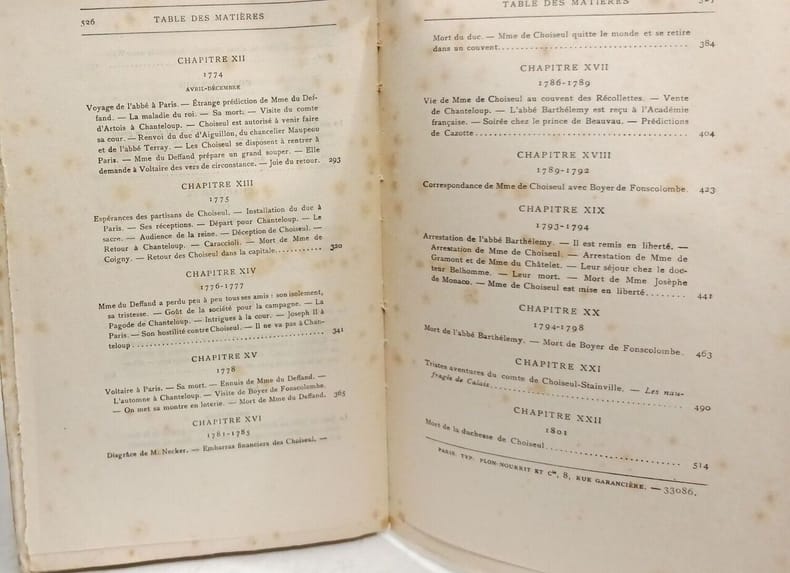 526 TABLE DES MATIÈRES
CHAPITRE XII
1774
AVRIL-DÉCEMBRE
Voyage de l'abbé à Paris. — Étrange prédiction de Mme du Def-
fand. — La maladie du roi. — Sa mort. — Visite du comte
d'Artois à Chanteloup. — Choiseul est autorisé à venir faire
sa cour. — Renvoi du duc d'Aiguillon, du chancelier Maupeou
et de l'abbé Terray. — Les Choiseul se disposent à rentrer à
Paris. — Mme du Deffand prépare un grand souper. — Elle
demande à Voltaire des vers de circonstance. — Joie du retour. 293
CHAPITRE XIII
1775
Espérances des partisans de Choiseul. — Installation du duc à
Paris. — Ses réceptions. — Départ pour Chanteloup. — Le
sacre. — Audience de la reine. — Déception de Choiseul. —
Retour à Chanteloup. — Caraccioli. — Mort de Mme de
Coigny. — Retour des Choiseul dans la capitale............ 320
CHAPITRE XIV
1776-1777
Mme du Deffand a perdu peu à peu tous ses amis : son isolement,
sa tristesse. — Goût de la société pour la campagne. — La
Pagode de Chanteloup. — Intrigues à la cour. — Joseph II à
Paris. — Son hostilité contre Choiseul. — Il ne va pas à Chan-
teloup............................................ 341
CHAPITRE XV
1778
Voltaire à Paris. — Sa mort. — Ennuis de Mme du Deffand. —
L'automne à Chanteloup. — Visite de Boyer de Fonscolombe.
— On met sa montre en loterie. — Mort de Mme du Deffand. 365
CHAPITRE XVI
1781-1785
Disgrâce de M. Necker. — Embarras financiers des Choiseul. —
TABLE DES MATIÈRES
Mort du duc. — Mme de Choiseul quitte le monde et se retire
dans un couvent.................................... 384
CHAPITRE XVII
1786-1789
Vie de Mme de Choiseul au couvent des Récollettes. — Vente
de Chanteloup. — L'abbé Barthélemy est reçu à l'Académie
française. — Soirée chez le prince de Beauvau. — Prédictions
de Cazotte........................................ 404
CHAPITRE XVIII
1789-1792
Correspondance de Mme de Choiseul avec Boyer de Fonscolombe. 423
CHAPITRE XIX
1793-1794
Arrestation de l'abbé Barthélemy. — Il est remis en liberté. —
Arrestation de Mme de Choiseul. — Arrestation de Mme de
Gramont et de Mme du Châtelet. — Leur séjour chez le doc-
teur Belhomme. — Leur mort. — Mort de Mme Josèphe
de Monaco. — Mme de Choiseul est mise en liberté........ 441
CHAPITRE XX
1794-1798
Mort de l'abbé Barthélemy. — Mort de Boyer de Fonscolombe. 463
CHAPITRE XXI
Tristes aventures du comte de Choiseul-Stainville. — Les nau-
fragés de Calais.................................... 490
CHAPITRE XXII
1801
Mort de la duchesse de Choiseul........................ 514
PARIS. TYP. PLON-NOURRIT ET Cie, 8, RUE GARANCIÈRE. — 33086.